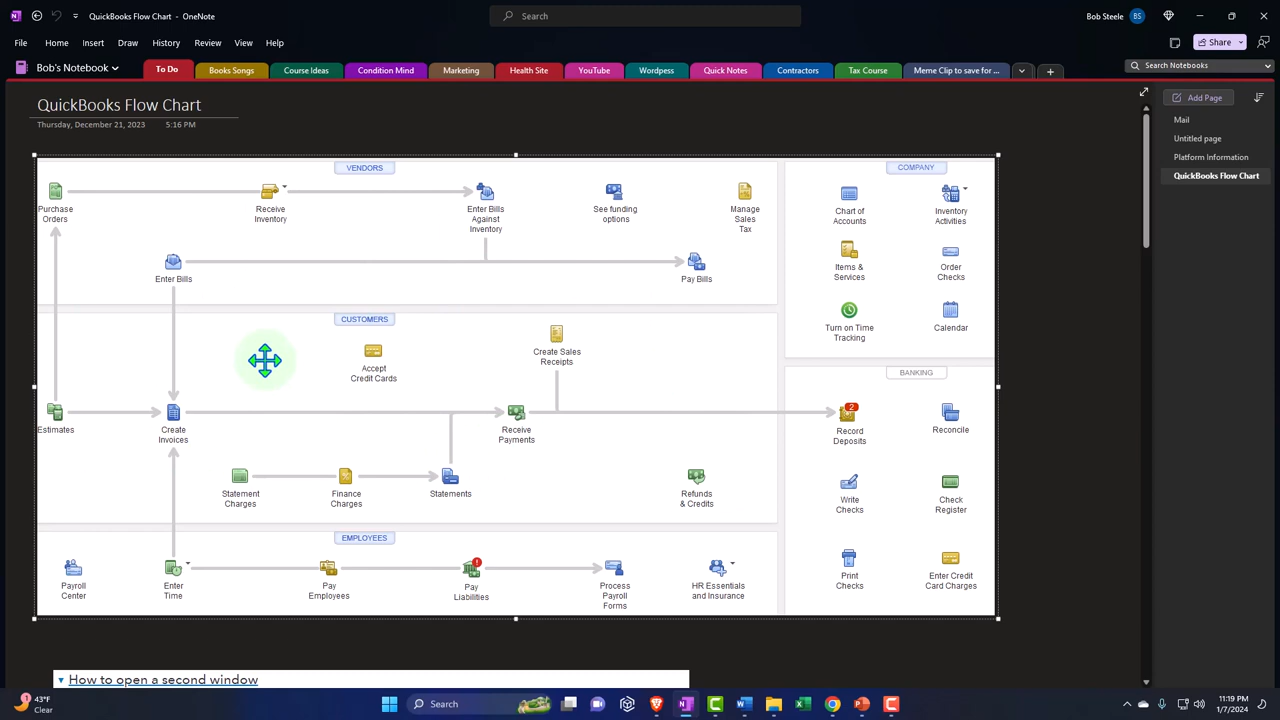 QuickBooks Flow Chart - OneNote
Search
Bob Steele
BS
File
Home
Insert
Draw
History
Review
View
Help
Share
Bob's Notebook
To Do
Books Songs
Course Ideas
Condition Mind
Marketing
Health Site
YouTube
Wordpess
Quick Notes
Contractors
Tax Course
Meme Clip to save for ...
Search Notebooks
QuickBooks Flow Chart
Thursday, December 21, 2023
5:16 PM
Add Page
Mail
Untitled page
Platform Information
QuickBooks Flow Chart
VENDORS
Purchase
Orders
Receive
Inventory
Enter Bills
Against
Inventory
See funding
options
Manage
Sales
Tax
Enter Bills
Pay Bills
COMPANY
Chart of
Accounts
Inventory
Activities
Items &
Services
Order
Checks
Turn on Time
Tracking
Calendar
CUSTOMERS
Accept
Credit Cards
Create Sales
Receipts
Estimates
Create
Invoices
Receive
Payments
Statement
Charges
Finance
Charges
Statements
Refunds
& Credits
BANKING
2
Record
Deposits
Reconcile
Write
Checks
Check
Register
Print
Checks
Enter Credit
Card Charges
EMPLOYEES
Payroll
Center
Enter
Time
Pay
Employees
Pay
Liabilities
Process
Payroll
Forms
HR Essentials
and Insurance
How to open a second window
1
43°F
Clear
Search
11:19 PM
1/7/2024